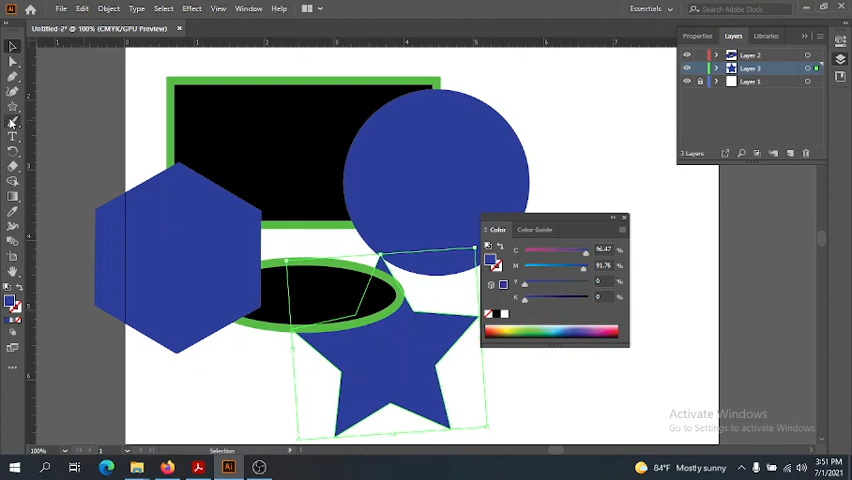 File Edit Object Type Select Effect View Window Help
Essentials
Search Adobe Stock
Untitled-2* @ 100% (CMYK/GPU Preview)
Properties Layers Libraries
Layer 2
Layer 3
Layer 1
3 Layers
Color Color Guide
C 96.47 %
M 91.76 %
Y 0 %
K 0 %
Activate Windows
Go to Settings to activate Windows.
100% 1 Selection
84°F Mostly sunny
3:51 PM
7/1/2021